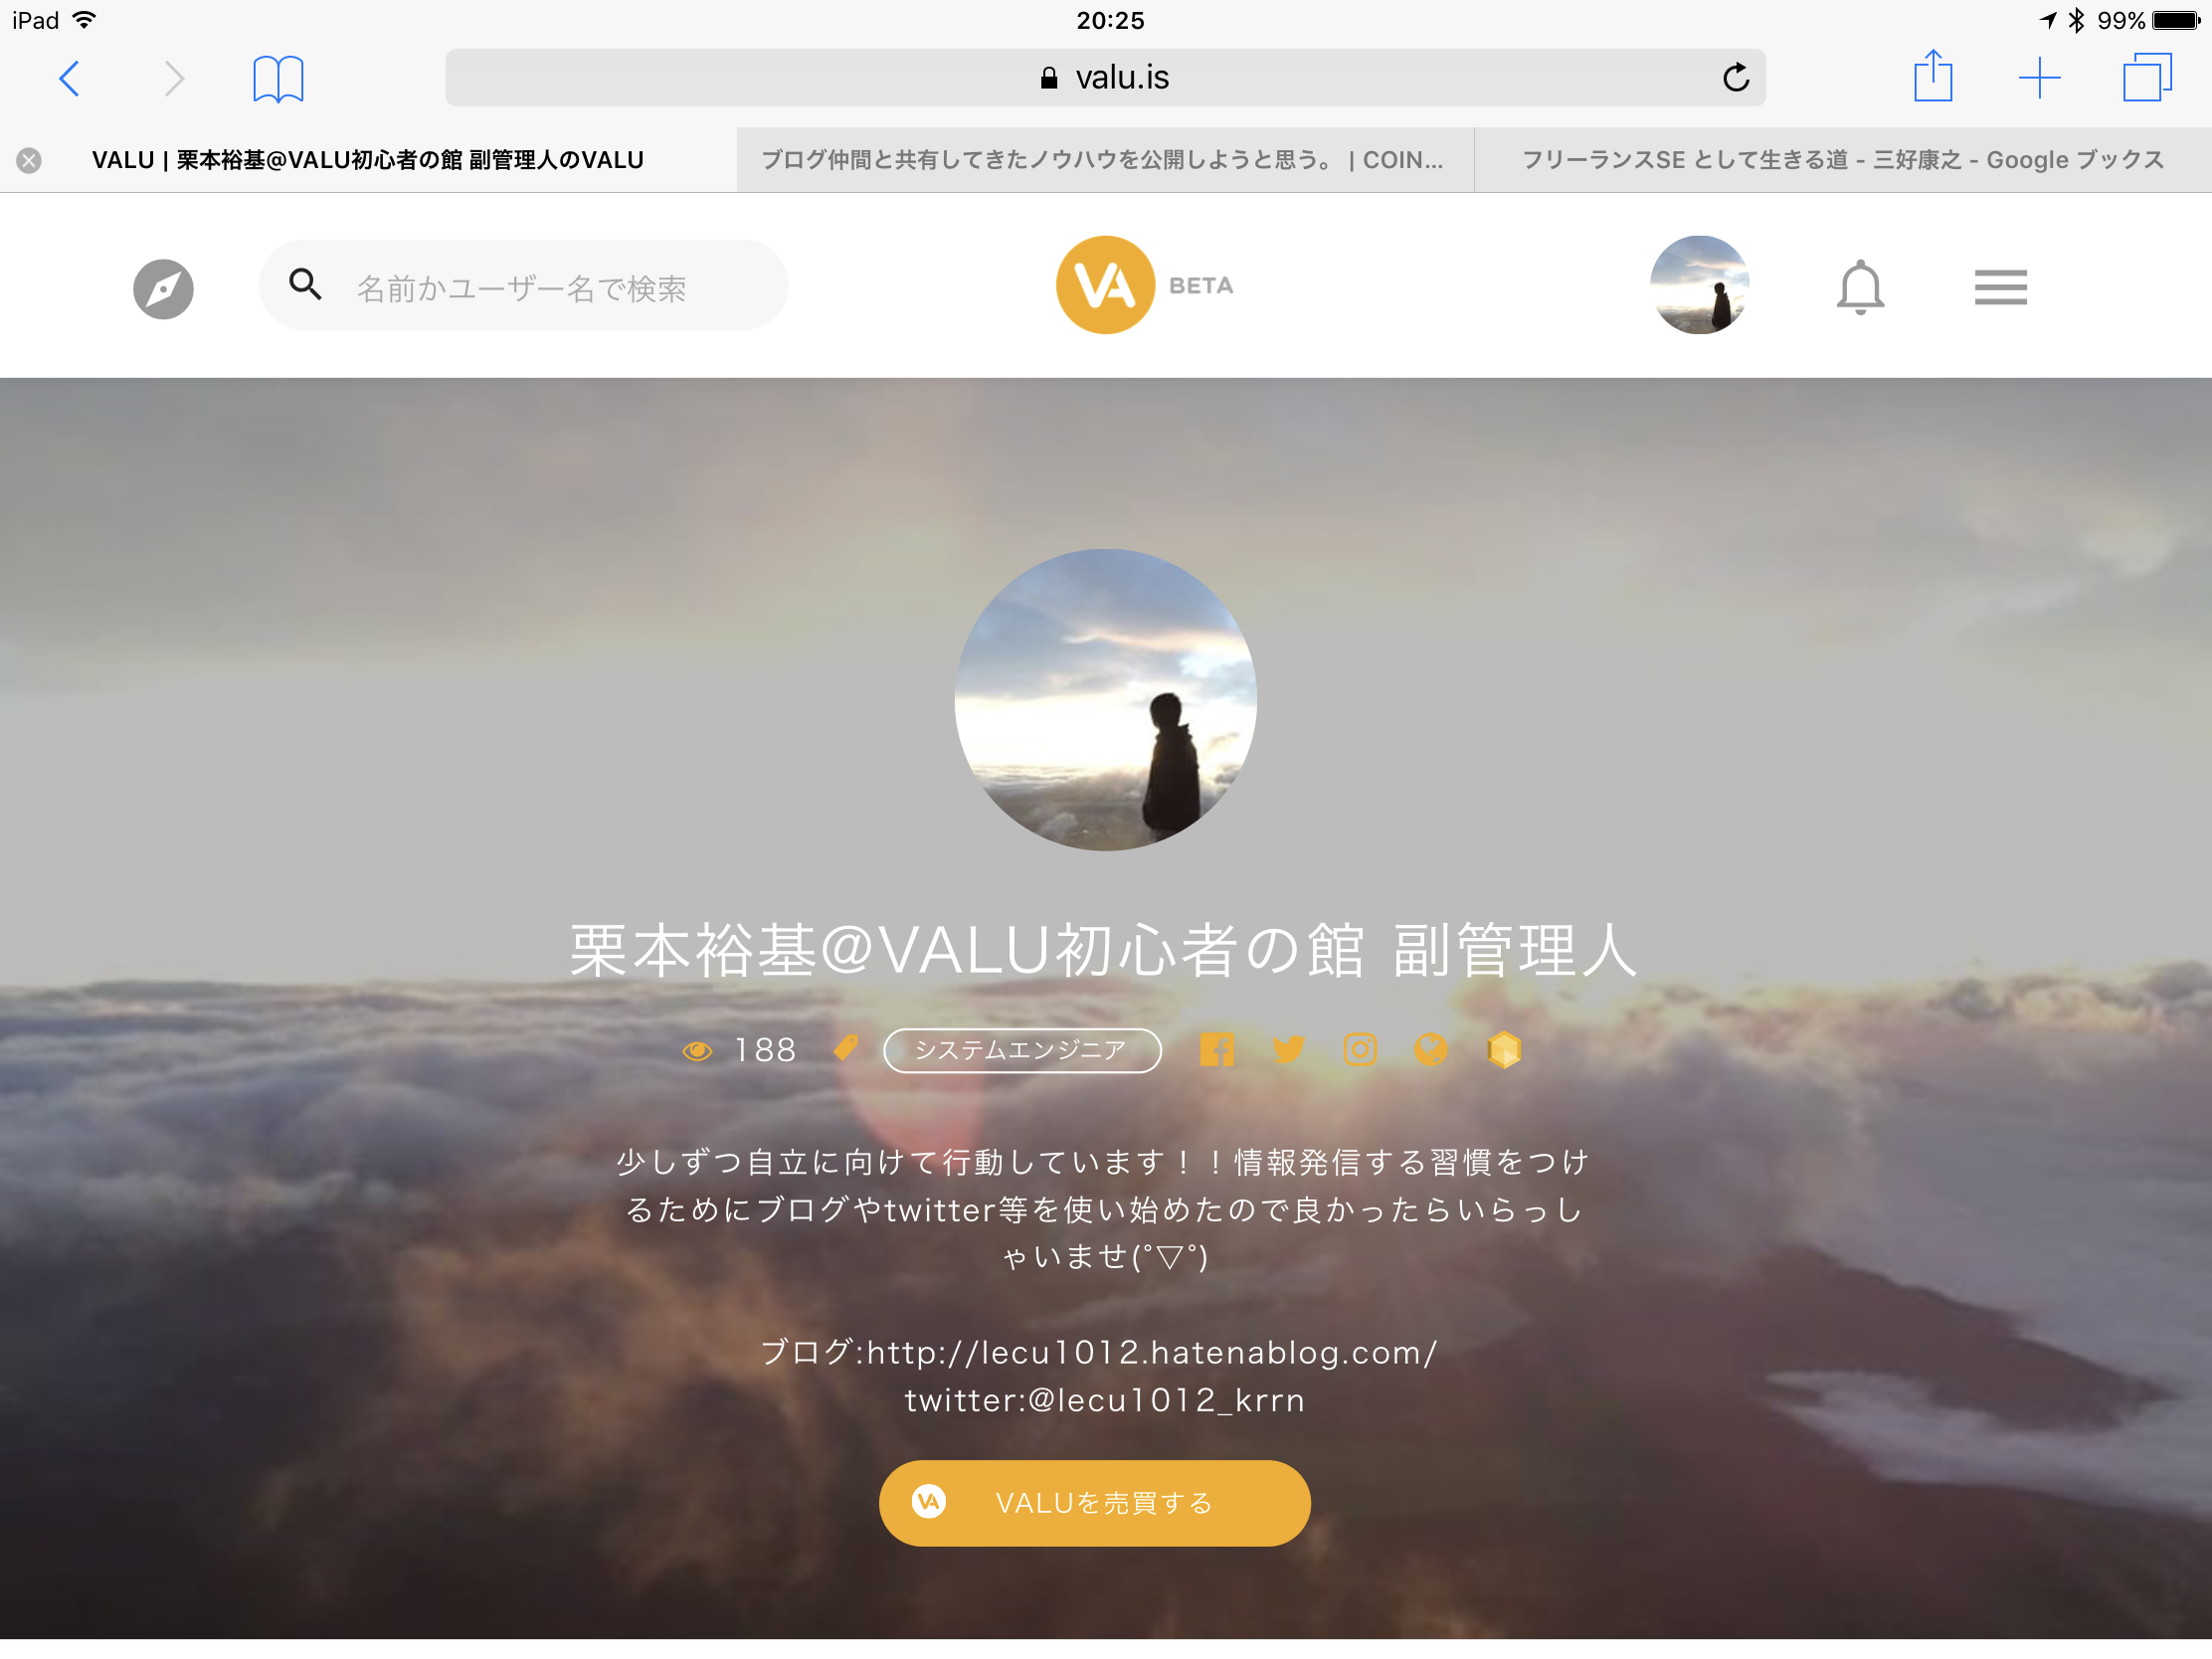 iPad 20:25 99%
valu.is
VALU | 栗本裕基@VALU初心者の館 副管理人のVALU
ブログ仲間と共有してきたノウハウを公開しようと思う。 | COIN...
フリーランスSE として生きる道 - 三好康之 - Google ブックス
名前かユーザー名で検索
VA BETA
栗本裕基@VALU初心者の館 副管理人
188 システムエンジニア
少しずつ自立に向けて行動しています！！情報発信する習慣をつけ
るためにブログやtwitter等を使い始めたので良かったらいらっし
ゃいませ(°▽°)
ブログ:http://lecu1012.hatenablog.com/
twitter:@lecu1012_krrn
VA VALUを売買する